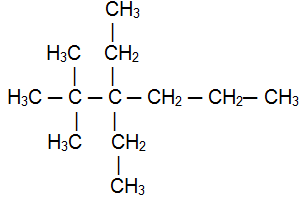 CH₃
H₃C CH₂
H₃C – C – C – CH₂ – CH₂ – CH₃
H₃C CH₂
CH₃